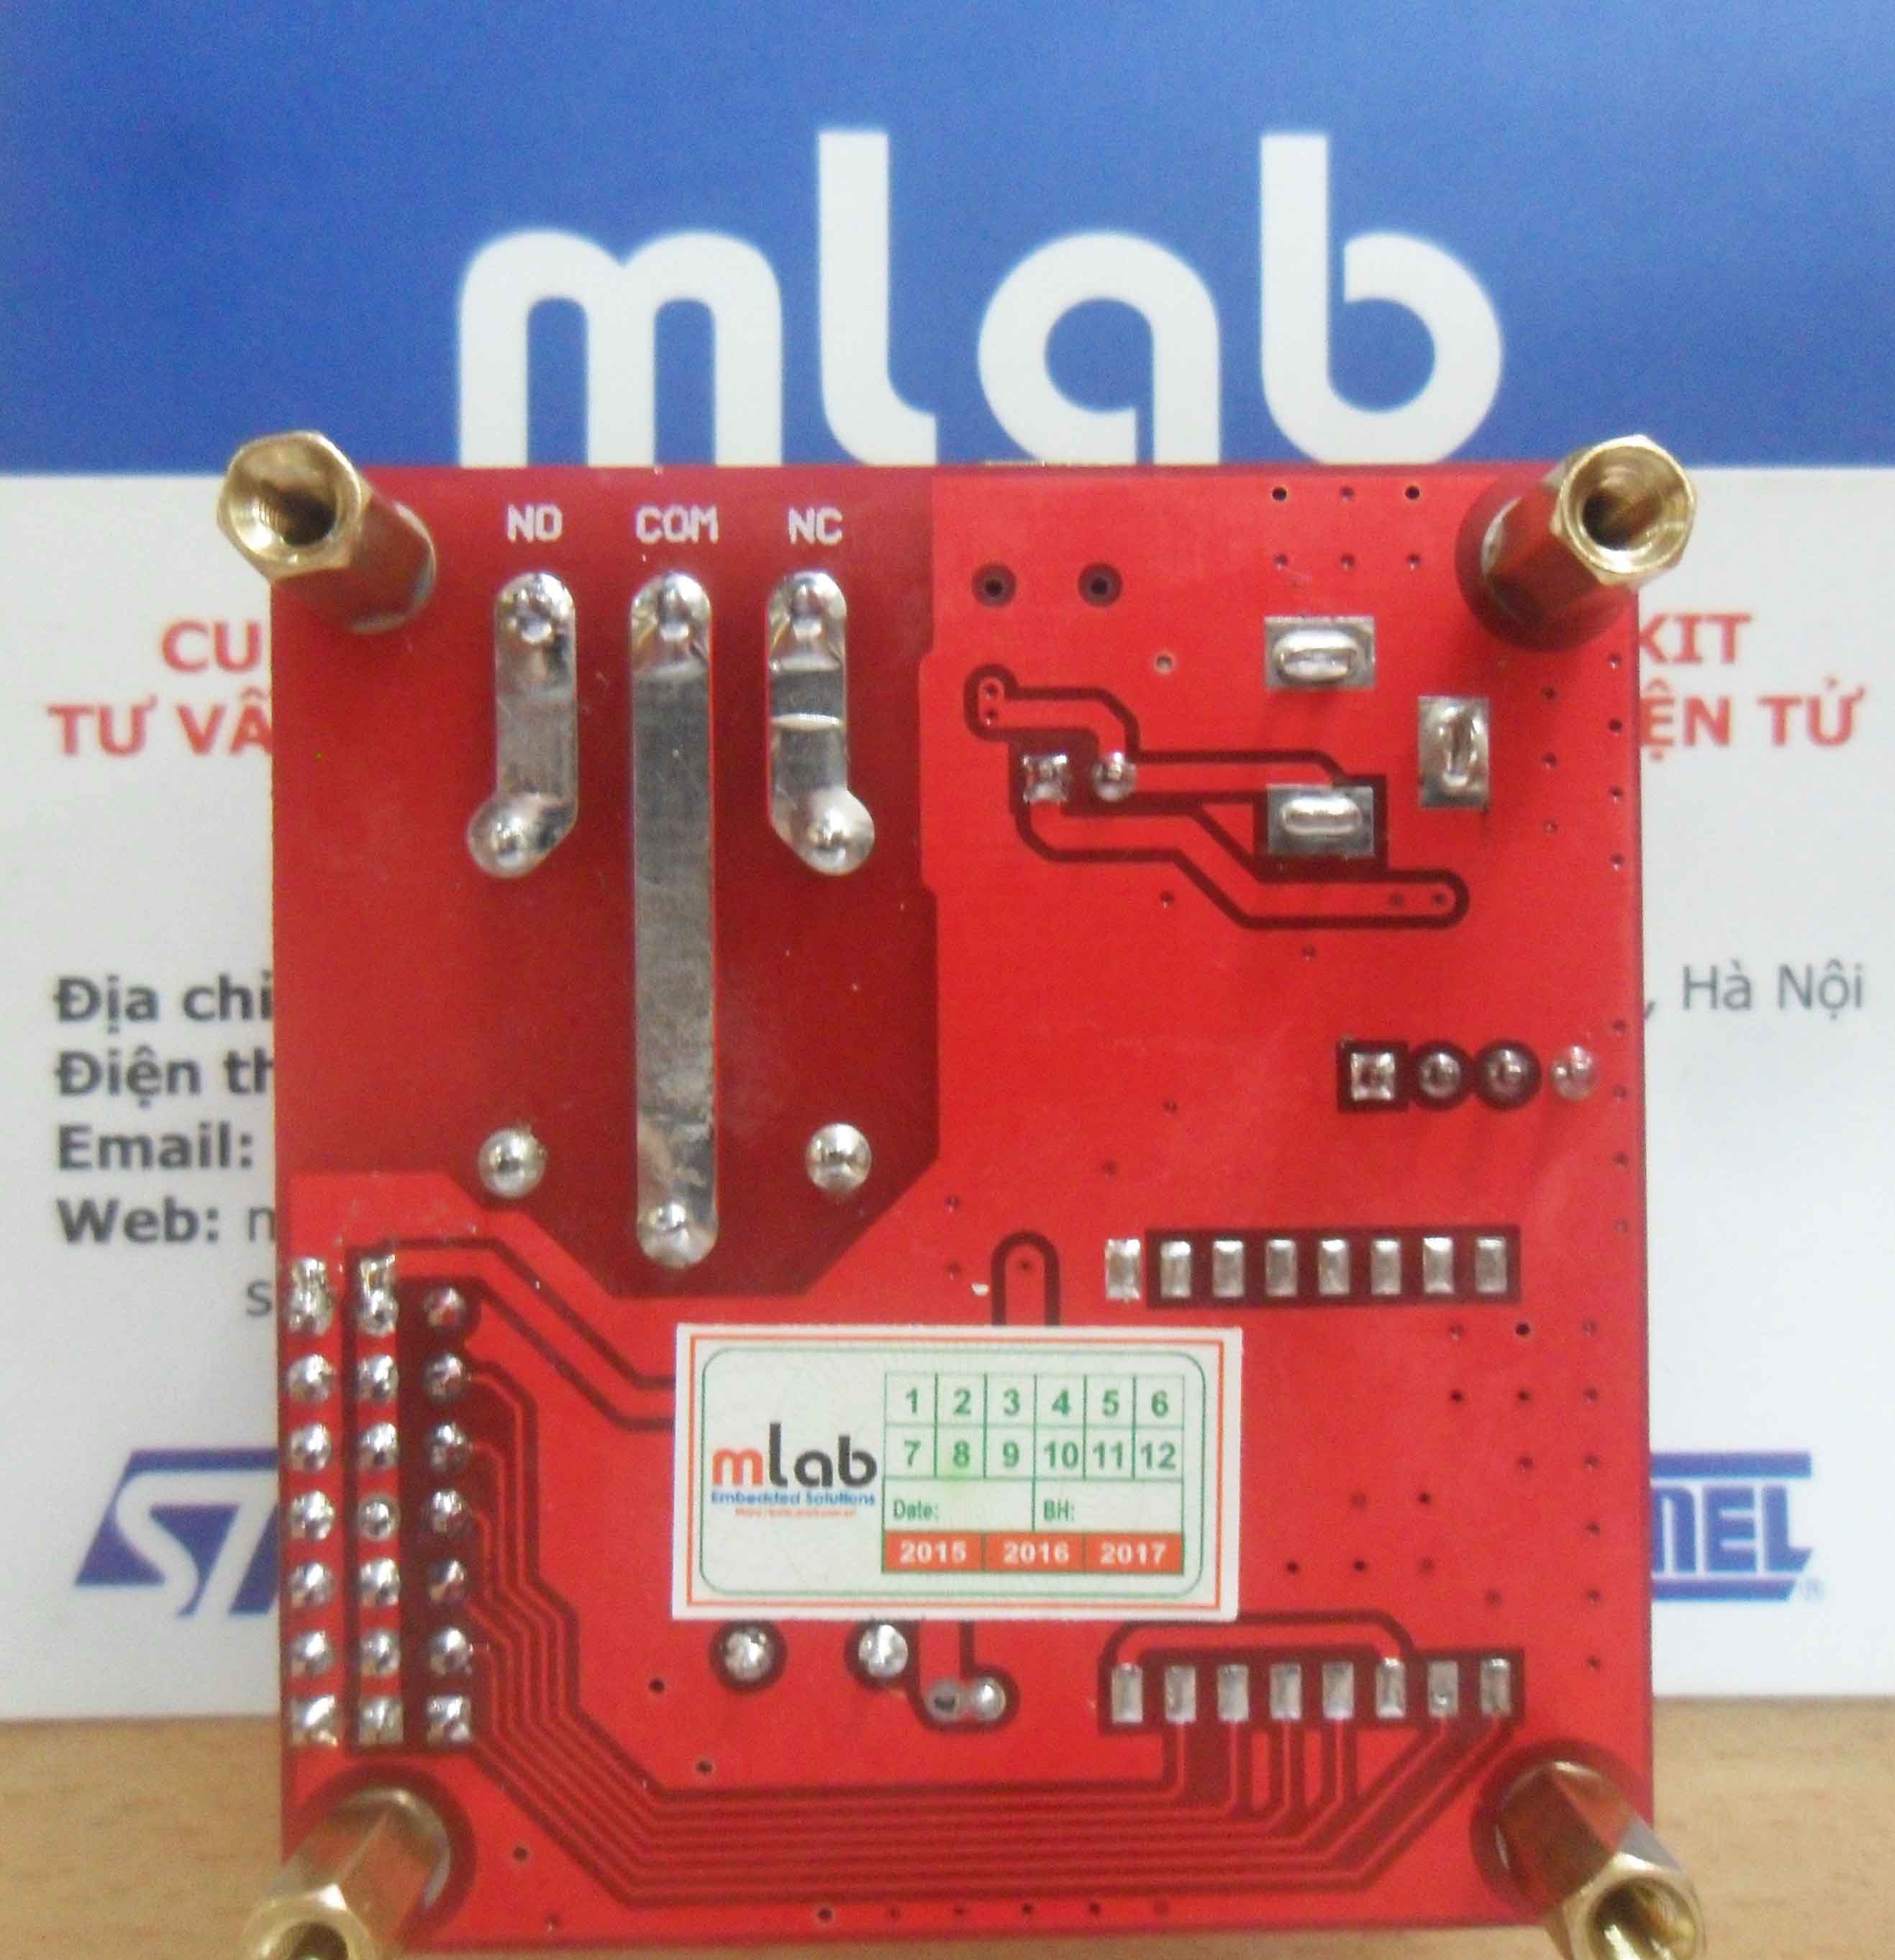 mlab
NO COM NC
CU
KIT
TƯ VẤ
ỆN TỬ
Địa chỉ
, Hà Nội
Điện th
Email:
Web:
s
1 2 3 4 5 6
7 8 9 10 11 12
mlab
Embedded Solutions
Date: BH:
2015 2016 2017
ST
MEL®